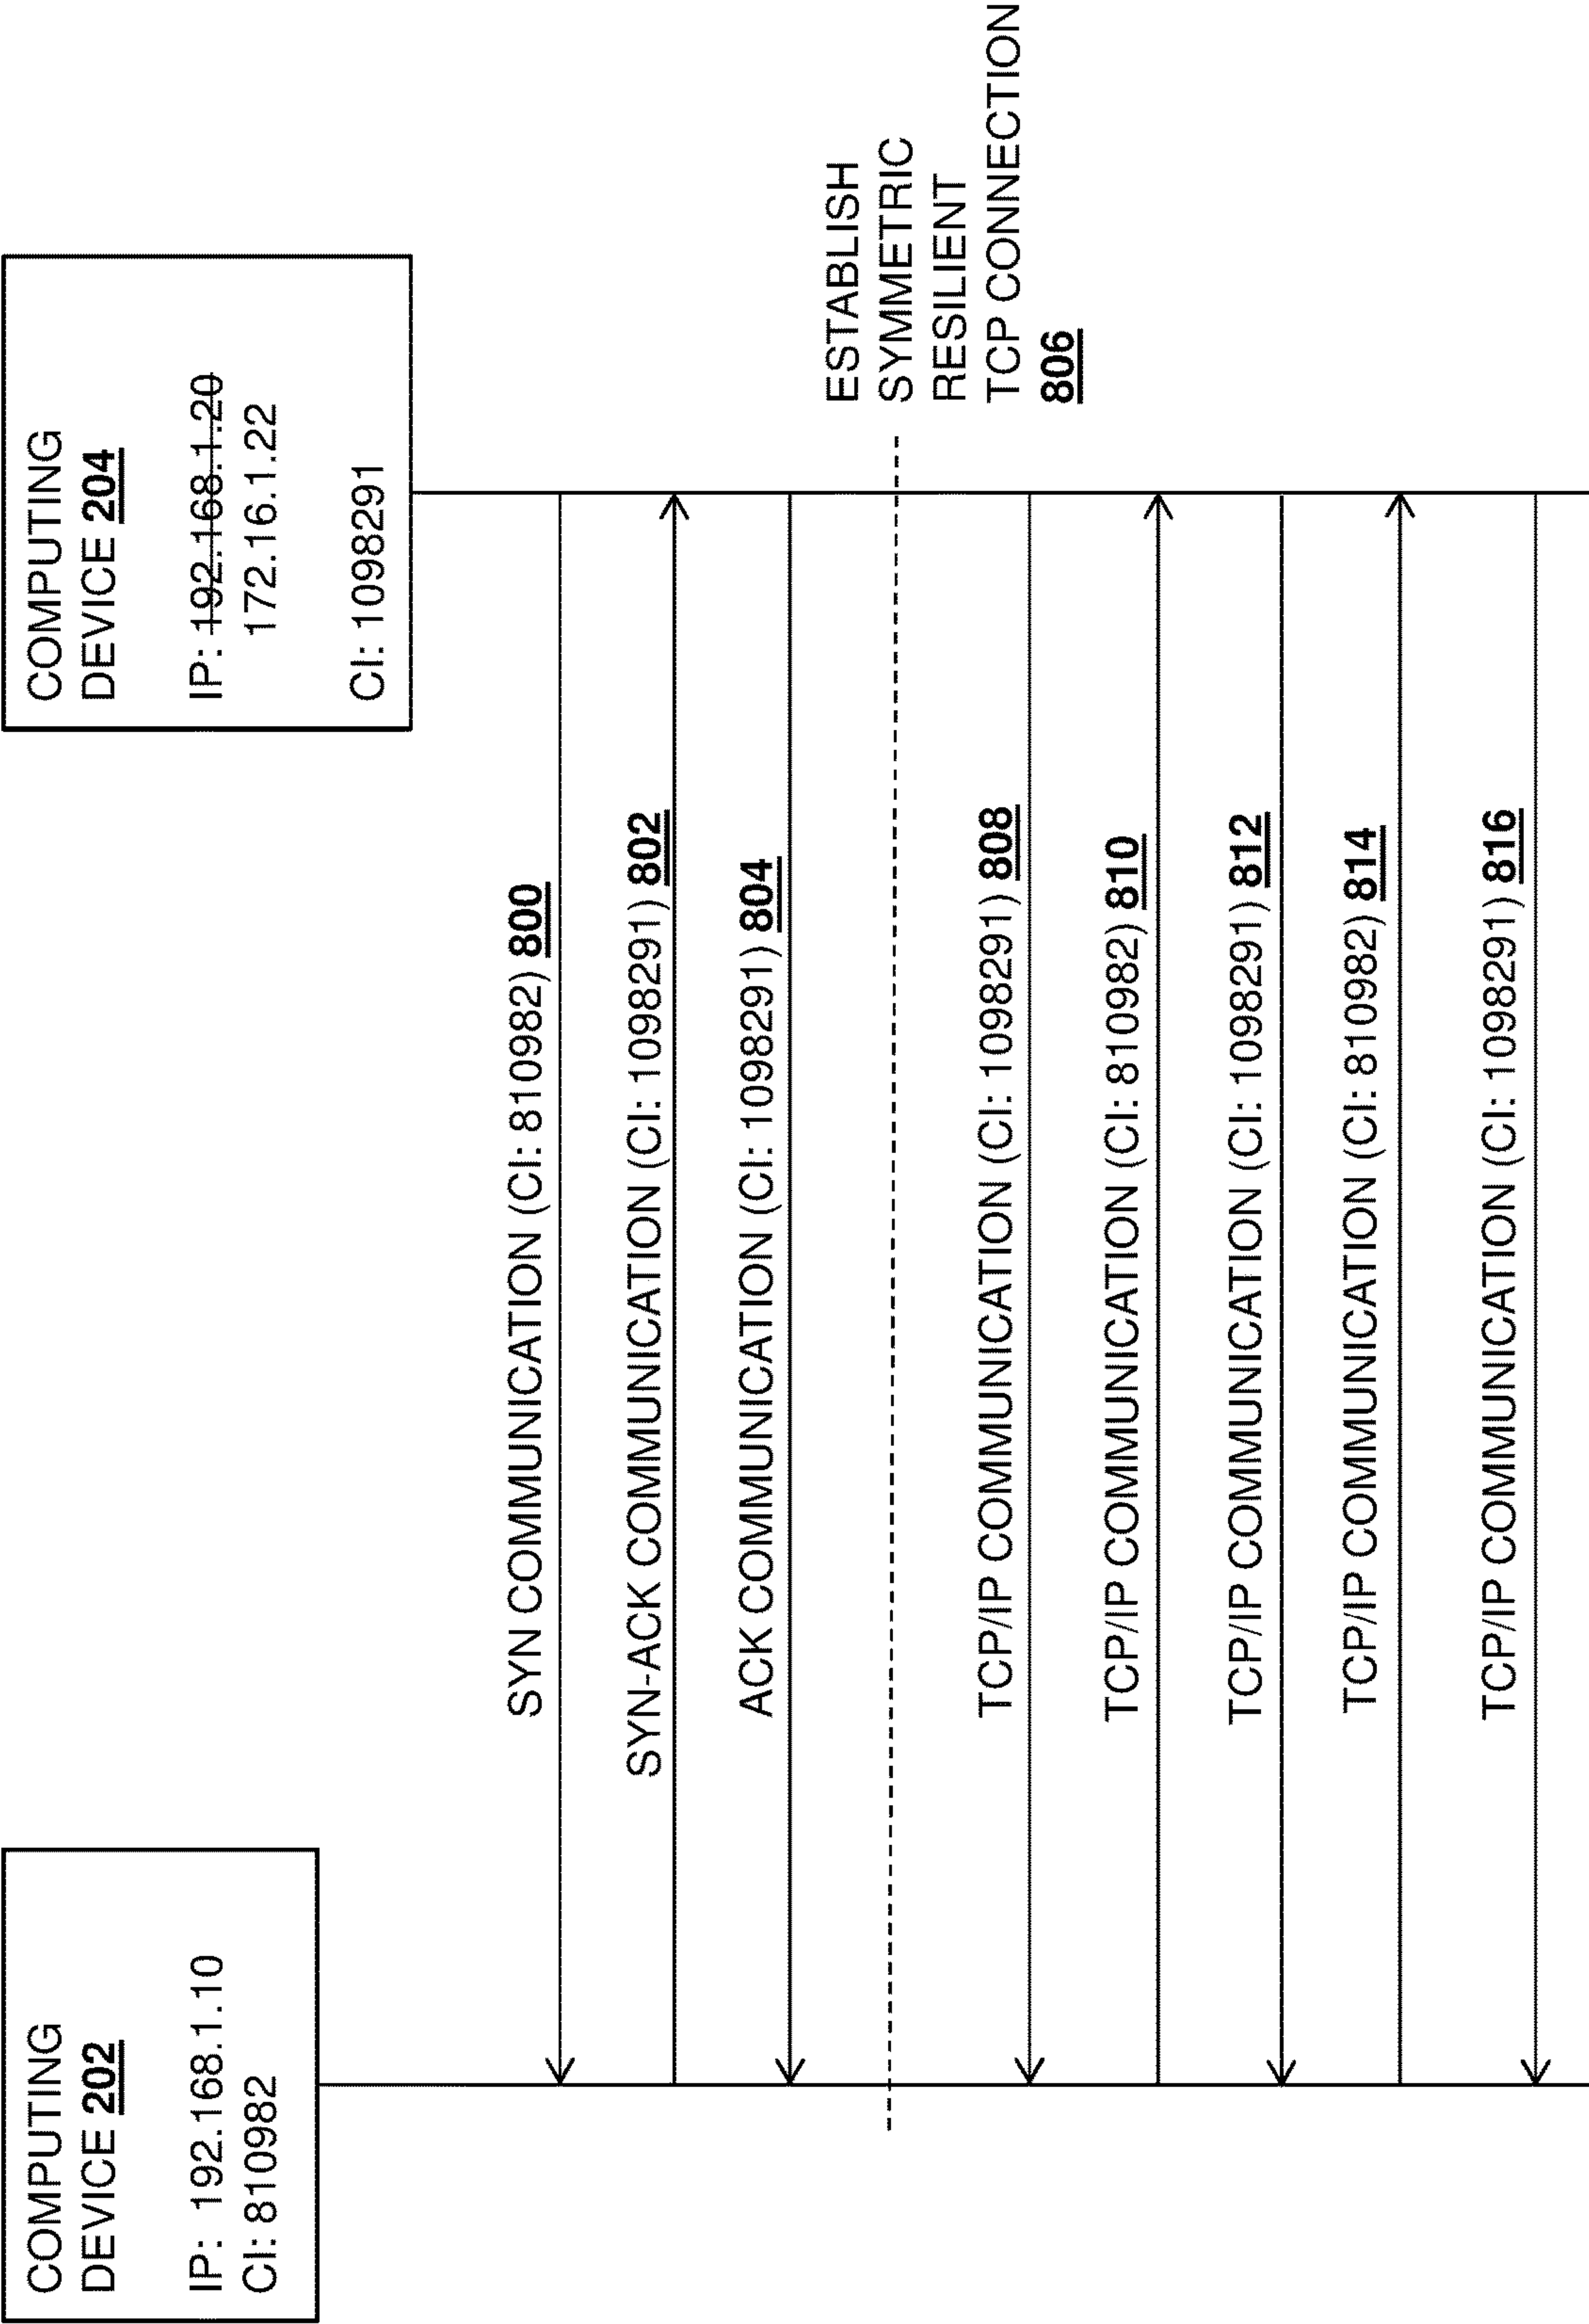 COMPUTING
DEVICE 202
IP: 192.168.1.10
CI: 810982
COMPUTING
DEVICE 204
IP: 192.168.1.20
172.16.1.22
CI: 1098291
SYN COMMUNICATION (CI: 810982) 800
SYN-ACK COMMUNICATION (CI: 1098291) 802
ACK COMMUNICATION (CI: 1098291) 804
ESTABLISH
SYMMETRIC
RESILIENT
TCP CONNECTION
806
TCP/IP COMMUNICATION (CI: 1098291) 808
TCP/IP COMMUNICATION (CI: 810982) 810
TCP/IP COMMUNICATION (CI: 1098291) 812
TCP/IP COMMUNICATION (CI: 810982) 814
TCP/IP COMMUNICATION (CI: 1098291) 816